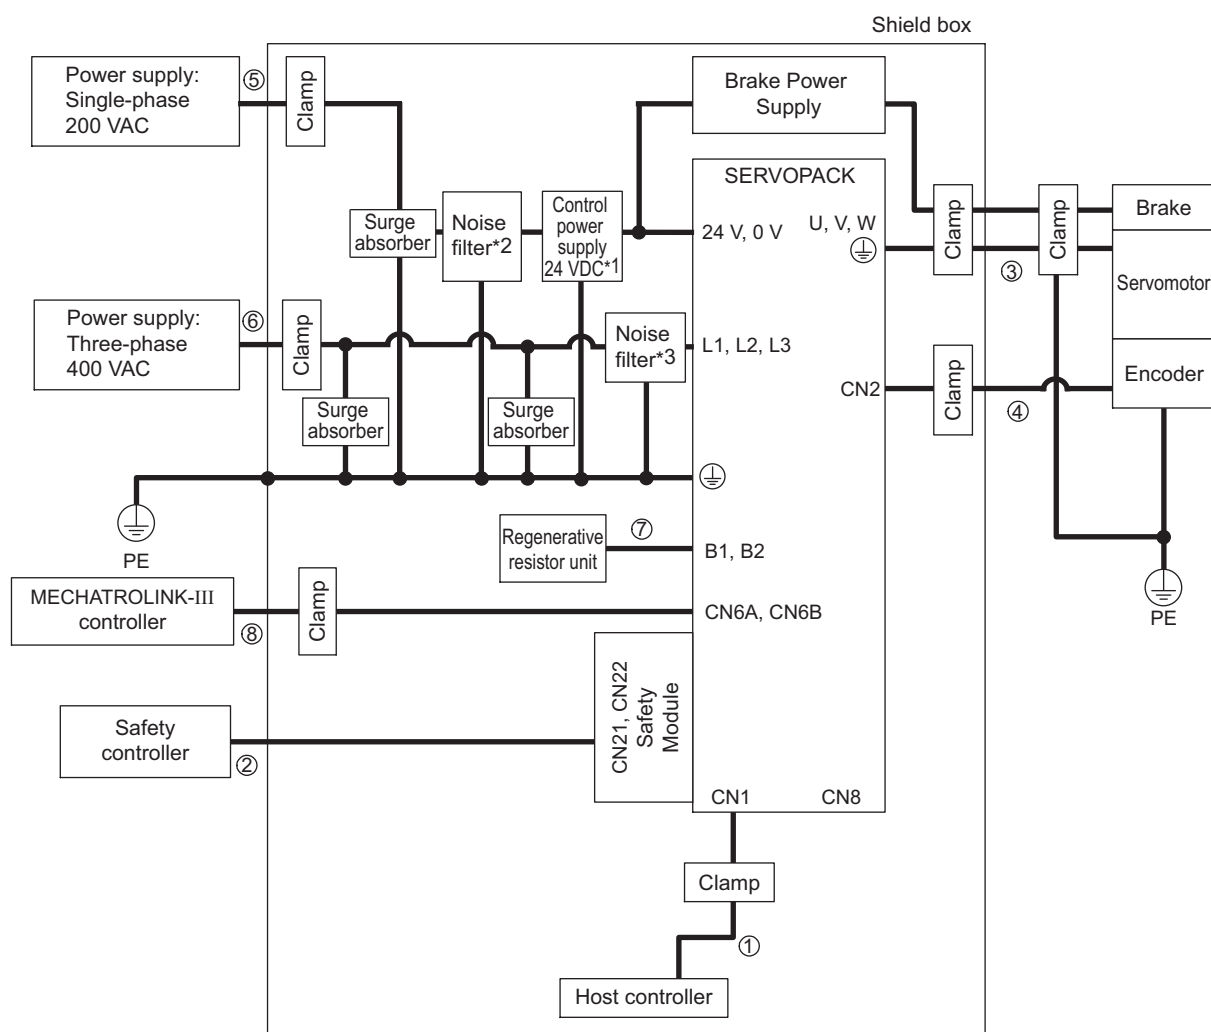 Shield box
Power supply:
Single-phase
200 VAC
⑤
Clamp
Brake Power
Supply
SERVOPACK
Surge
absorber
Noise
filter*2
Control
power
supply
24 VDC*1
24 V, 0 V
U, V, W
Clamp
③
Clamp
Brake
Servomotor
Encoder
Power supply:
Three-phase
400 VAC
⑥
Clamp
Noise
filter*3
L1, L2, L3
CN2
Clamp
④
Surge
absorber
Surge
absorber
PE
Regenerative
resistor unit
⑦
B1, B2
PE
MECHATROLINK-III
controller
⑧
Clamp
CN6A, CN6B
CN21, CN22
Safety
Module
Safety
controller
②
CN1
CN8
Clamp
①
Host controller